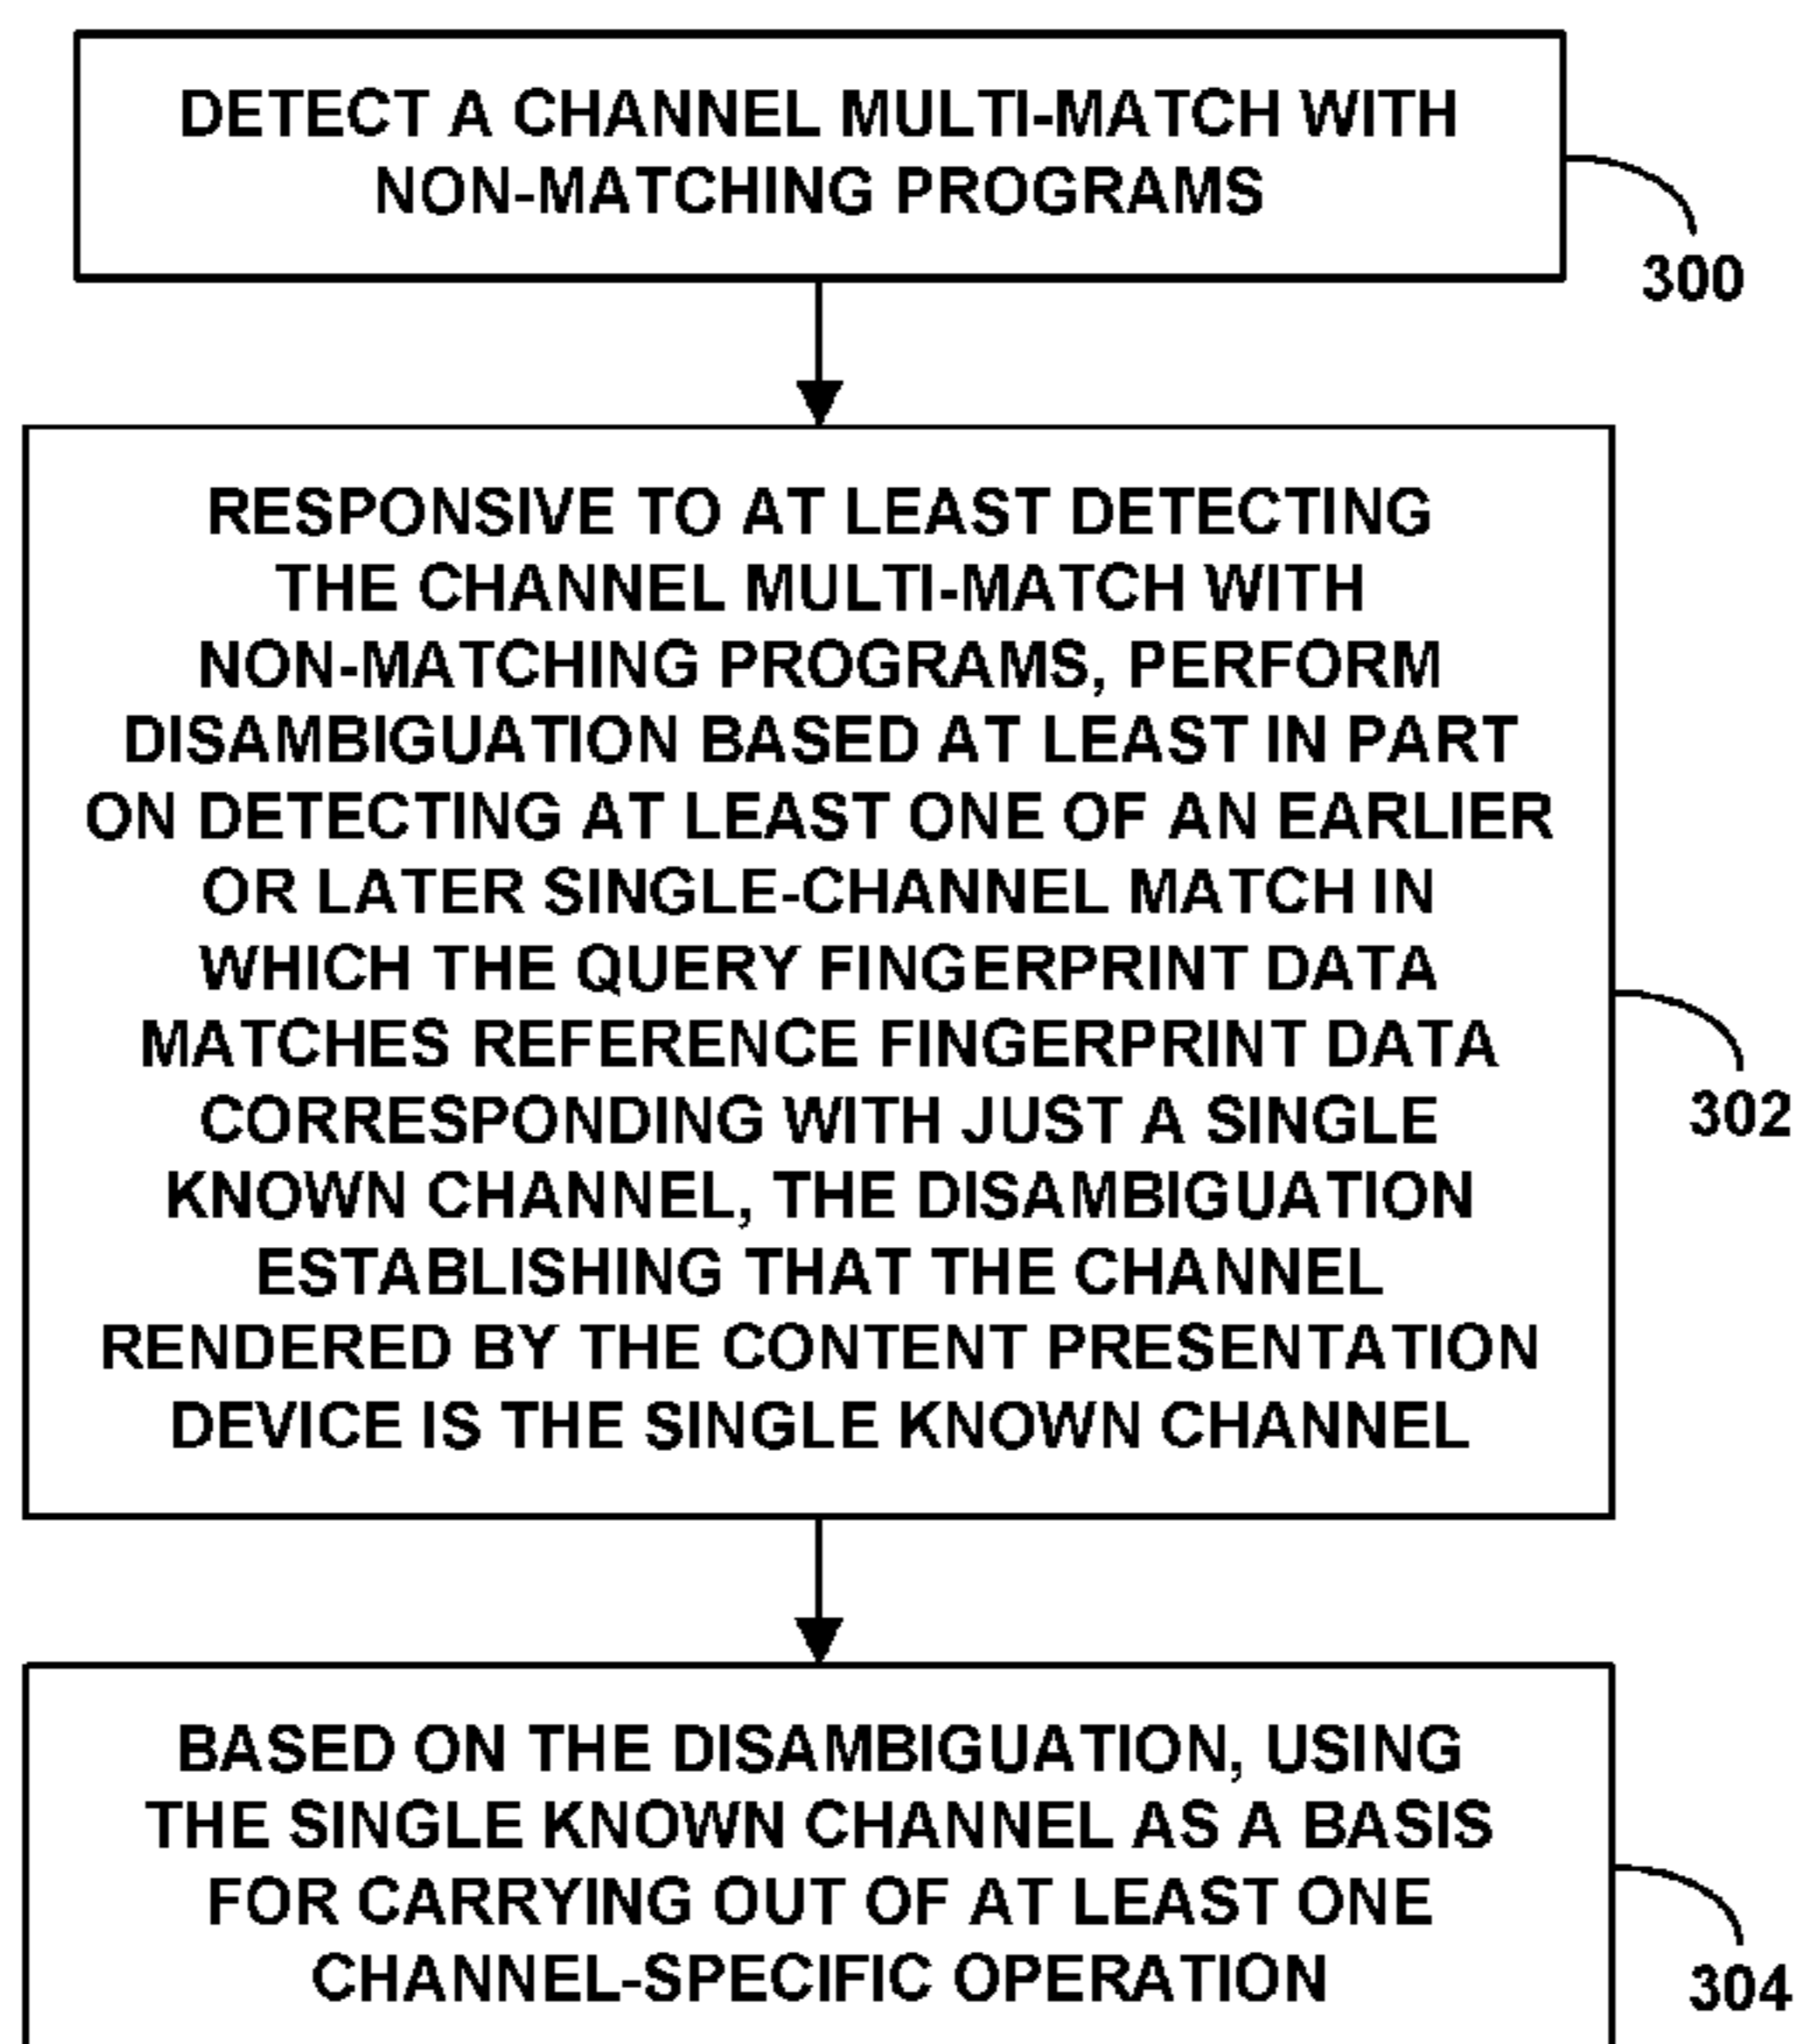 DETECT A CHANNEL MULTI-MATCH WITH
NON-MATCHING PROGRAMS
300
RESPONSIVE TO AT LEAST DETECTING
THE CHANNEL MULTI-MATCH WITH
NON-MATCHING PROGRAMS, PERFORM
DISAMBIGUATION BASED AT LEAST IN PART
ON DETECTING AT LEAST ONE OF AN EARLIER
OR LATER SINGLE-CHANNEL MATCH IN
WHICH THE QUERY FINGERPRINT DATA
MATCHES REFERENCE FINGERPRINT DATA
CORRESPONDING WITH JUST A SINGLE
KNOWN CHANNEL, THE DISAMBIGUATION
ESTABLISHING THAT THE CHANNEL
RENDERED BY THE CONTENT PRESENTATION
DEVICE IS THE SINGLE KNOWN CHANNEL
302
BASED ON THE DISAMBIGUATION, USING
THE SINGLE KNOWN CHANNEL AS A BASIS
FOR CARRYING OUT OF AT LEAST ONE
CHANNEL-SPECIFIC OPERATION
304